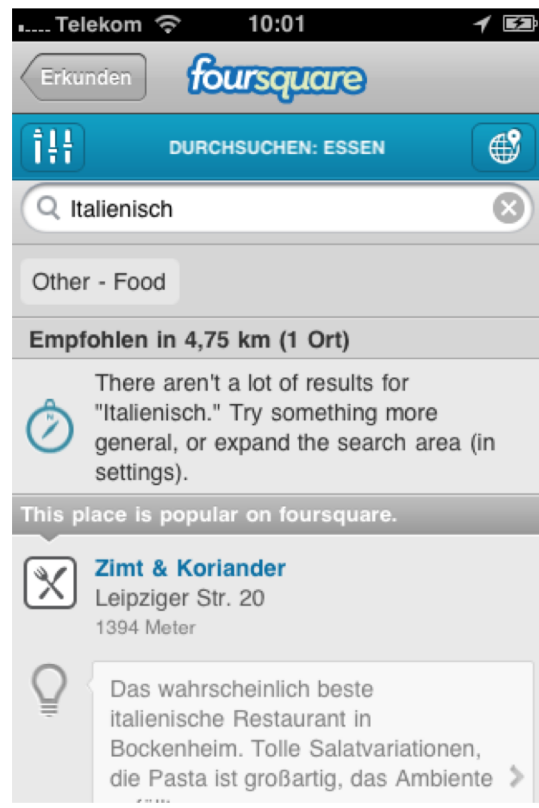 Telekom 10:01
Erkunden foursquare
DURCHSUCHEN: ESSEN
Italienisch
Other - Food
Empfohlen in 4,75 km (1 Ort)
There aren't a lot of results for
"Italienisch." Try something more
general, or expand the search area (in
settings).
This place is popular on foursquare.
Zimt & Koriander
Leipziger Str. 20
1394 Meter
Das wahrscheinlich beste
italienische Restaurant in
Bockenheim. Tolle Salatvariationen,
die Pasta ist großartig, das Ambiente